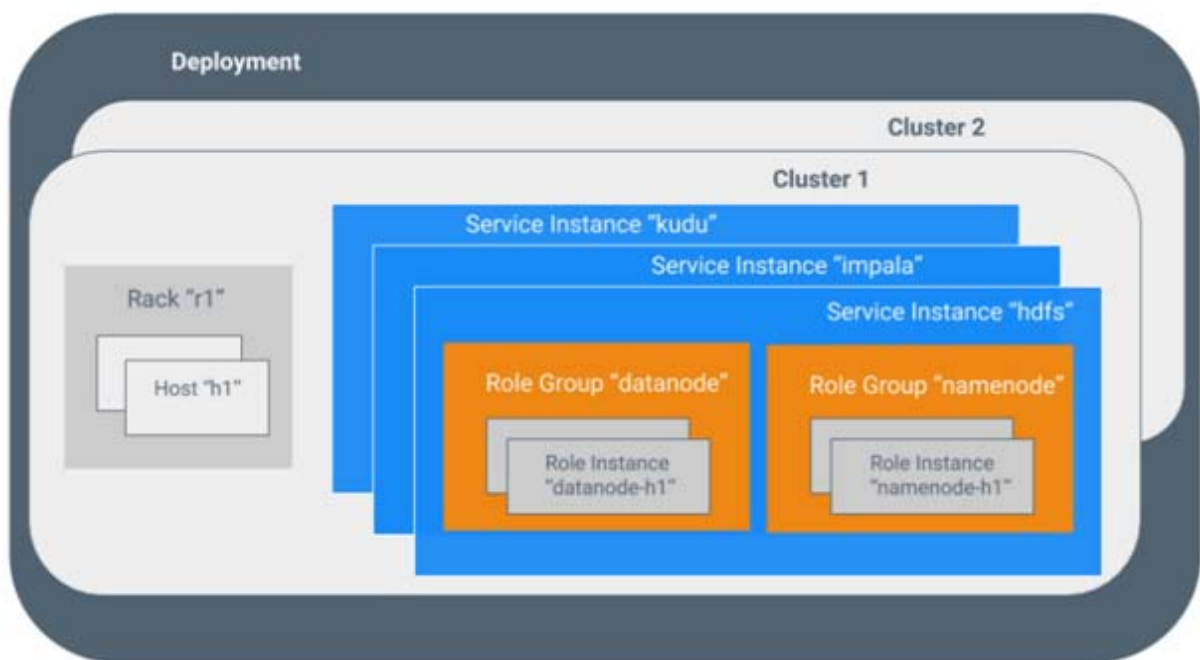 Deployment
Cluster 2
Cluster 1
Service Instance “kudu”
Service Instance “impala”
Service Instance “hdfs”
Rack “r1”
Host “h1”
Role Group “datanode”
Role Instance
“datanode-h1”
Role Group “namenode”
Role Instance
“namenode-h1”